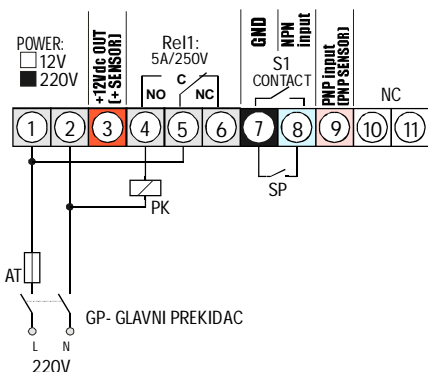 POWER:
12V
220V
+12Vdc OUT
(+ SENSOR)
Rel1:
5A/250V
C
NO
NC
GND
NPN
input
S1
CONTACT
PNP input
(PNP SENSOR)
NC
1 2 3 4 5 6 7 8 9 10 11
PK
SP
AT
GP- GLAVNI PREKIDAC
L N
220V